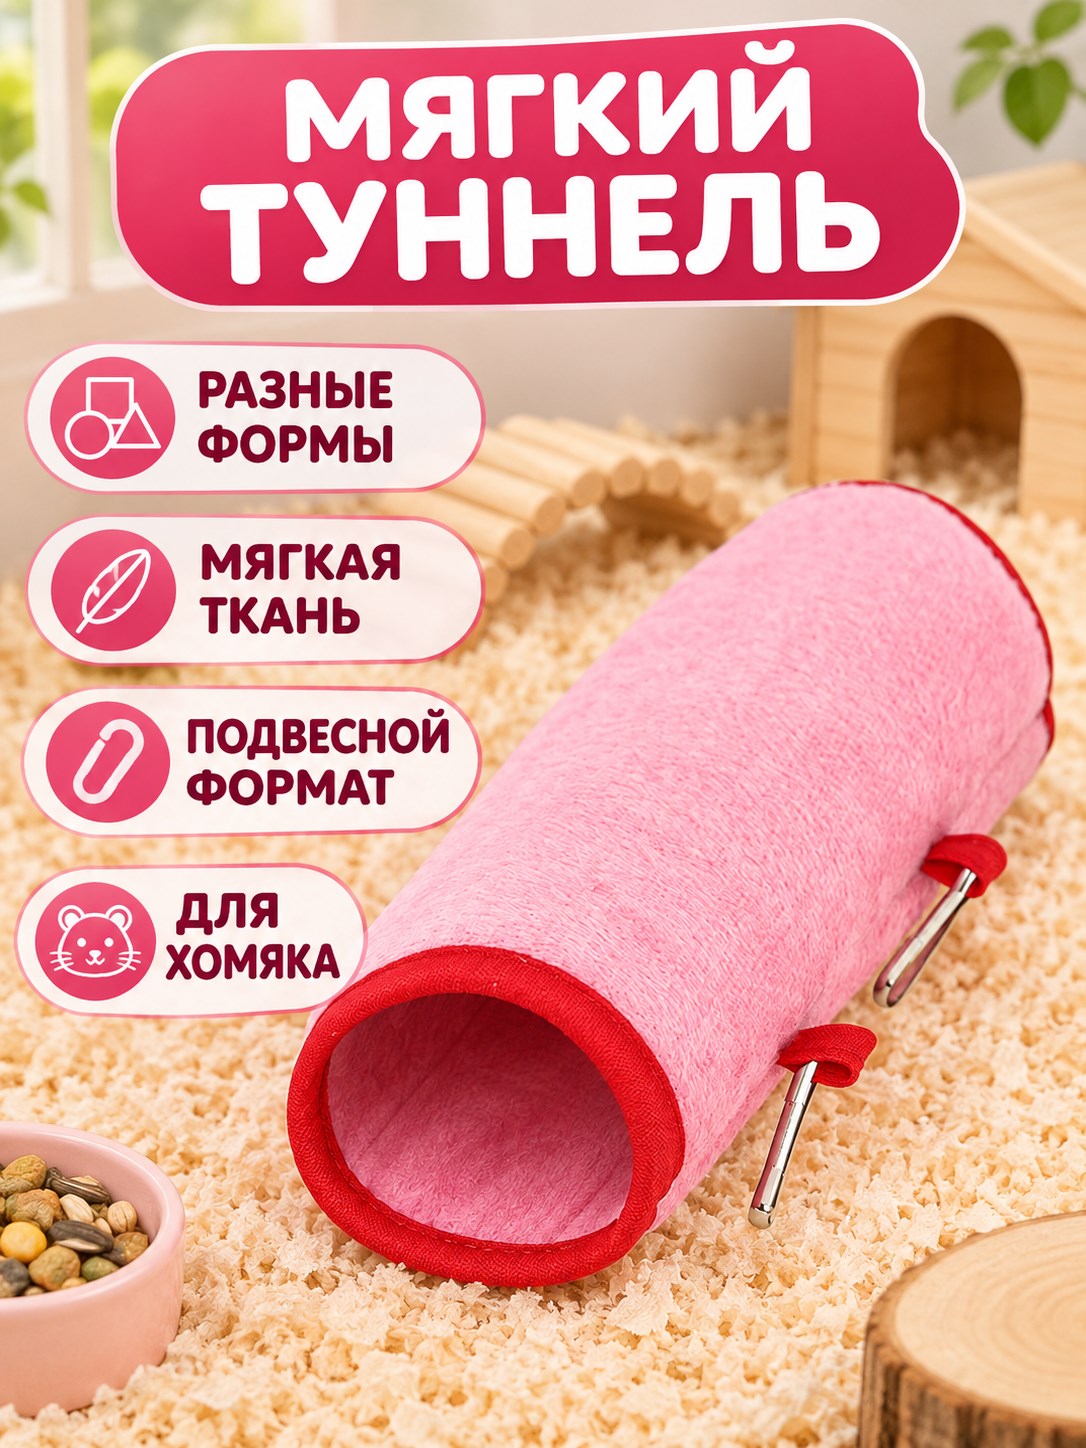 МЯГКИЙ
ТУННЕЛЬ
РАЗНЫЕ
ФОРМЫ
МЯГКАЯ
ТКАНЬ
ПОДВЕСНОЙ
ФОРМАТ
ДЛЯ
ХОМЯКА